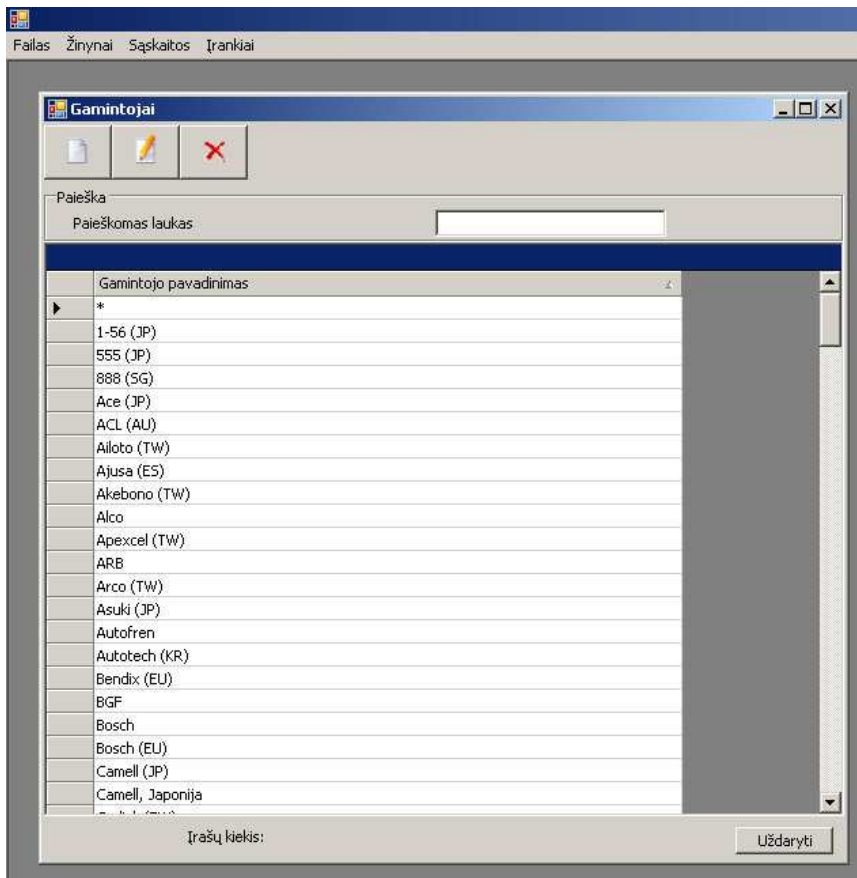 Failas Žinynai Sąskaitos Įrankiai
Gamintojai
Paieška
Paieškomas laukas
Gamintojo pavadinimas
*
1-56 (JP)
555 (JP)
888 (SG)
Ace (JP)
ACL (AU)
Ailoto (TW)
Ajusa (ES)
Akebono (TW)
Alco
Apexcel (TW)
ARB
Arco (TW)
Asuki (JP)
Autofren
Autotech (KR)
Bendix (EU)
BGF
Bosch
Bosch (EU)
Camell (JP)
Camell, Japonija
Įrašų kiekis:
Uždaryti